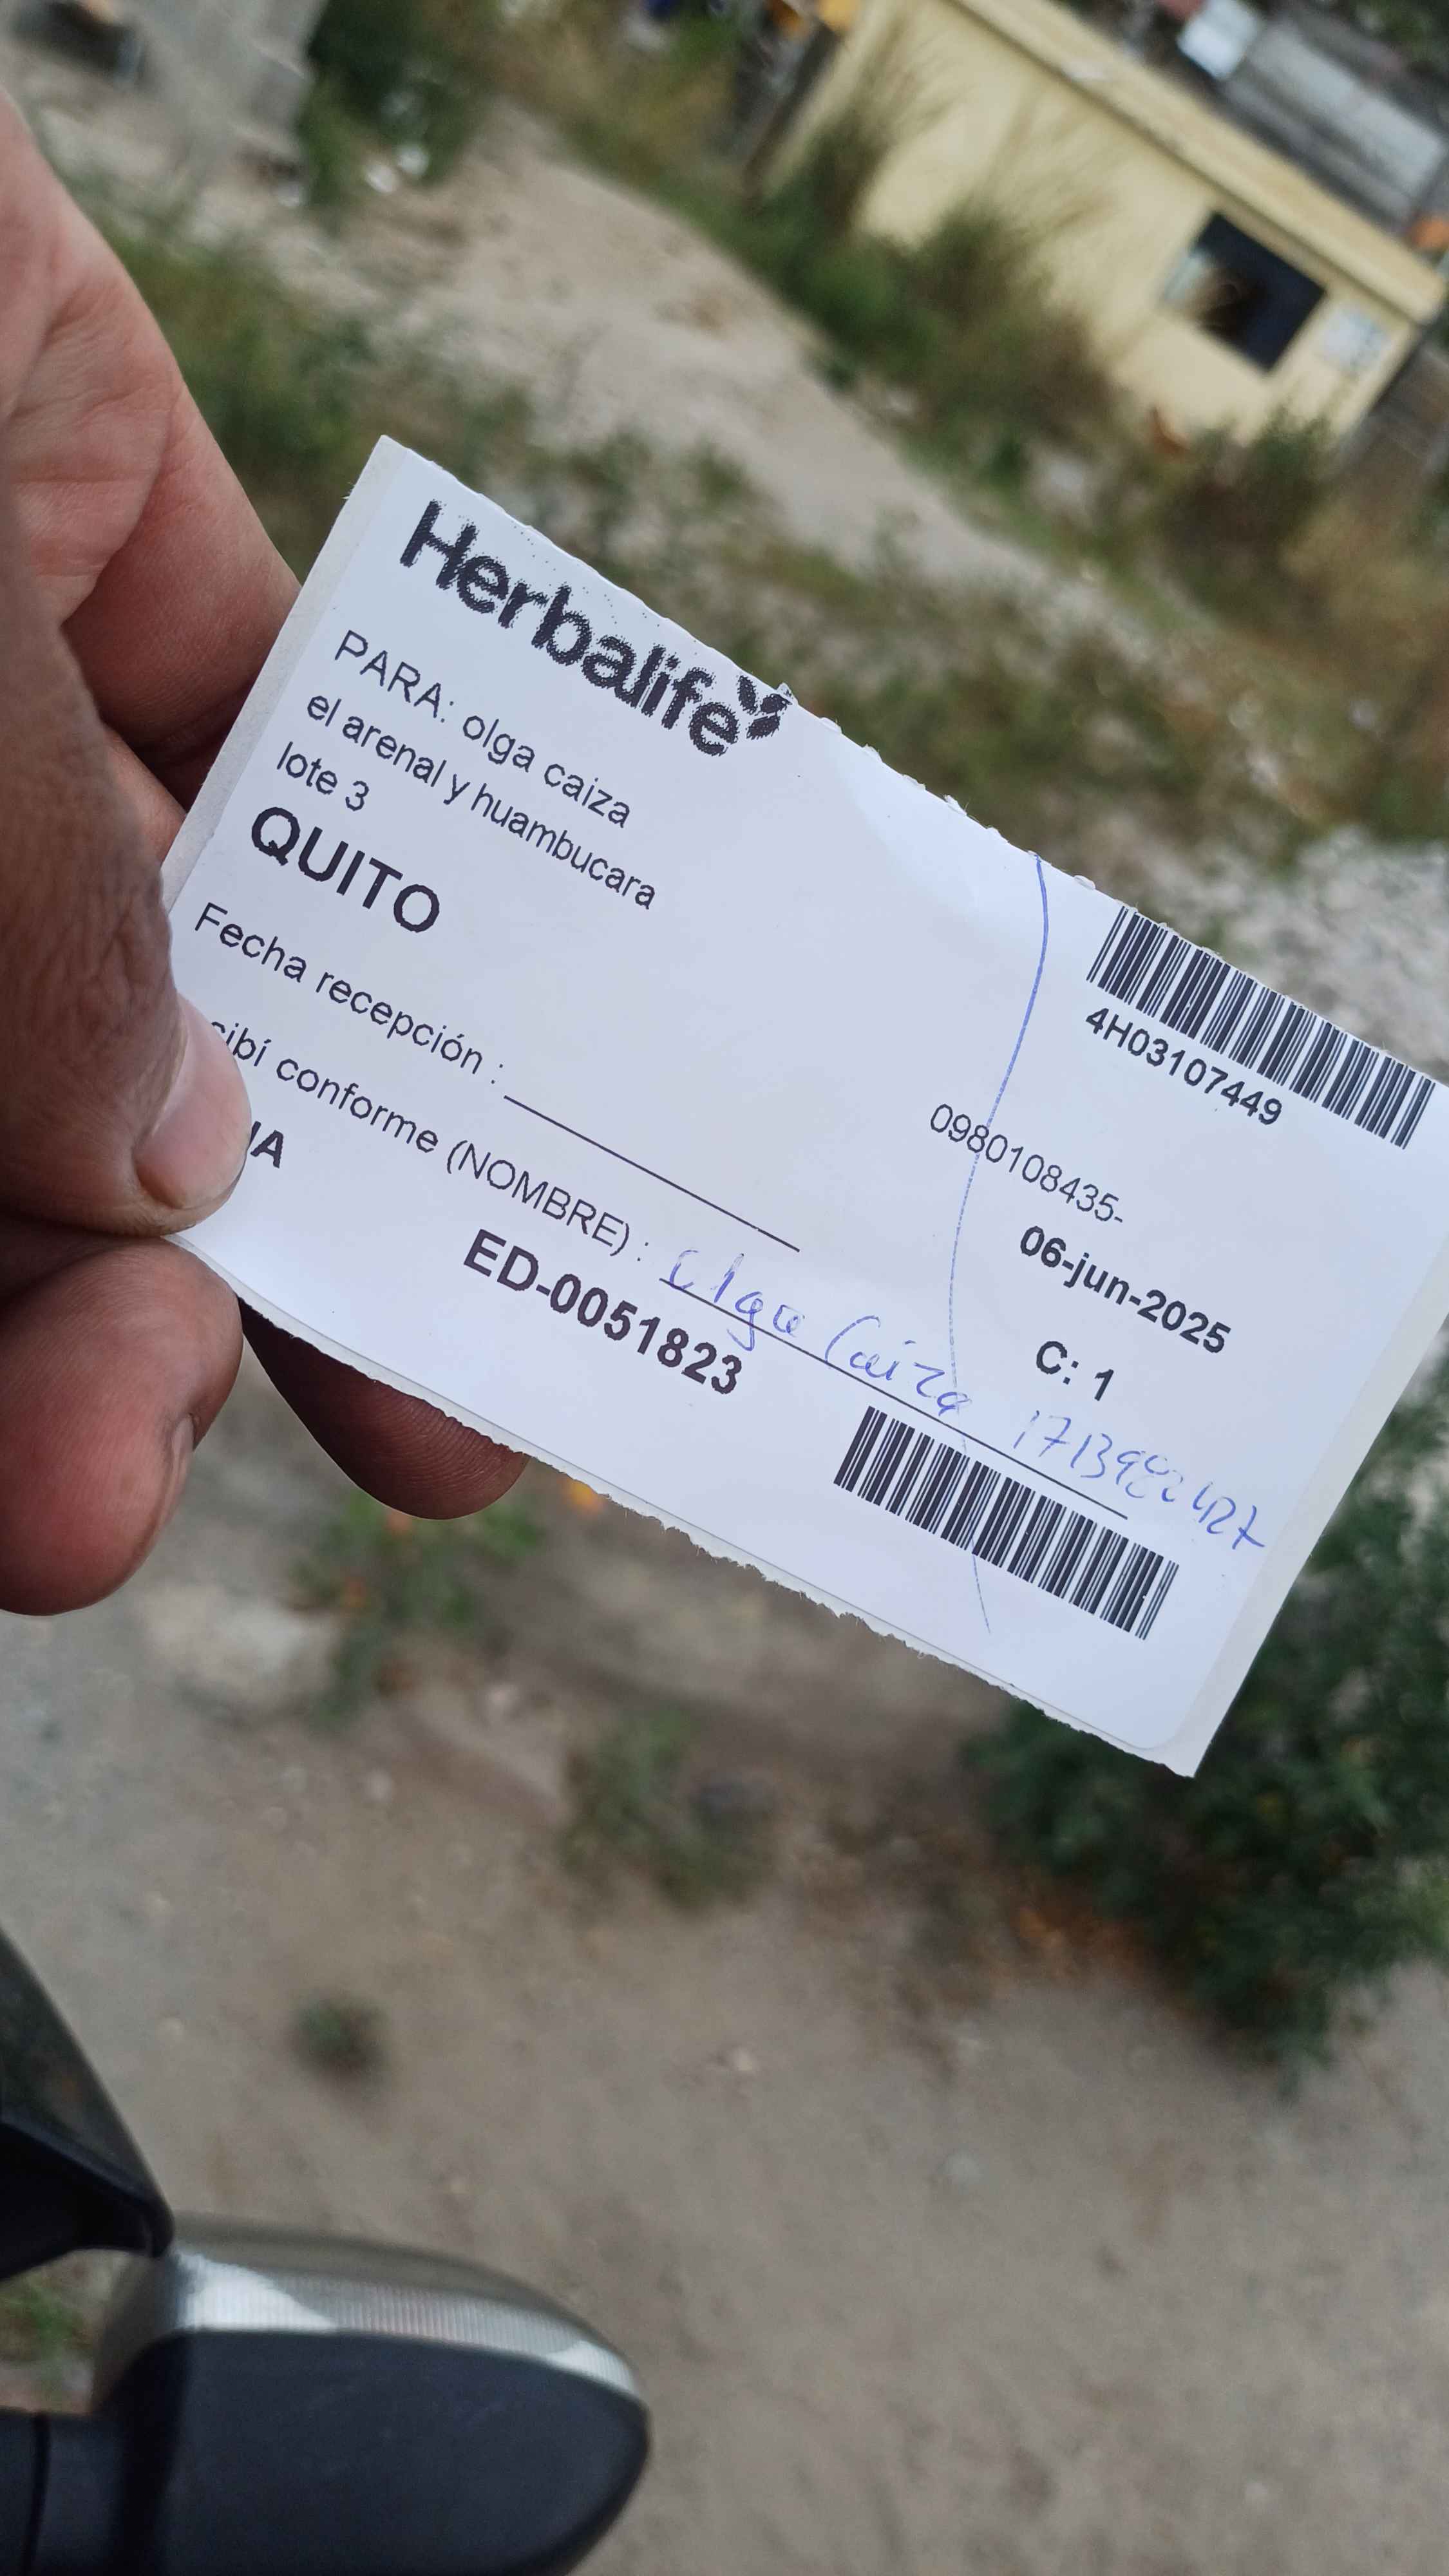 Herbalife
PARA: olga caiza
el arenal y huambucara
lote 3
QUITO
4H03107449
0980108435-
06-jun-2025
C: 1
Fecha recepción :
cibí conforme (NOMBRE) : Olga Caiza
IA
ED-0051823